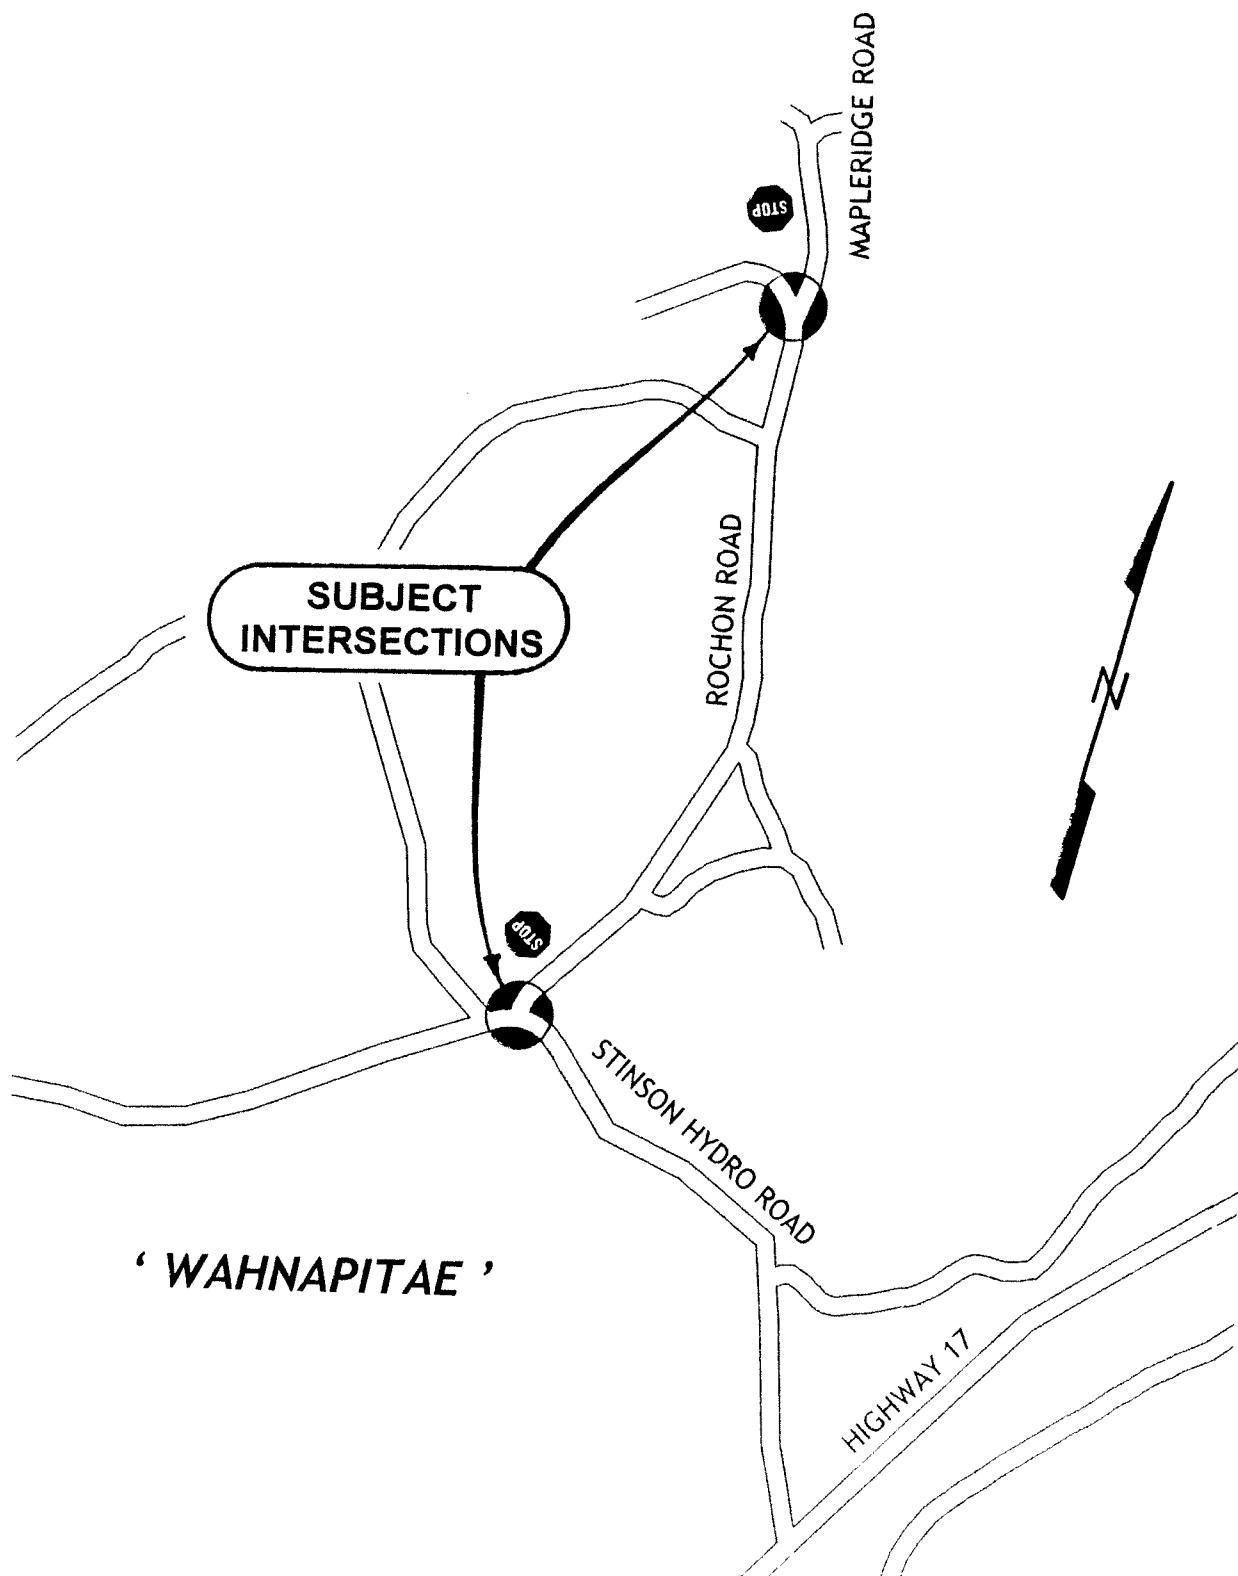 MAPLERIDGE ROAD
STOP
ROCHON ROAD
SUBJECT
INTERSECTIONS
N
STOP
STINSON HYDRO ROAD
‘ WAHNAPITAE ’
HIGHWAY 17